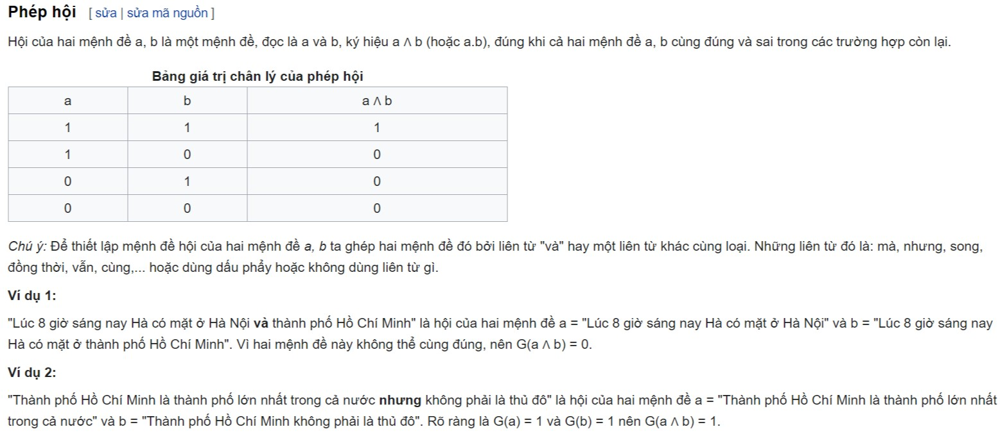 Phép hội [ sửa | sửa mã nguồn ]
Hội của hai mệnh đề a, b là một mệnh đề, đọc là a và b, ký hiệu a ∧ b (hoặc a.b), đúng khi cả hai mệnh đề a, b cùng đúng và sai trong các trường hợp còn lại.
Bảng giá trị chân lý của phép hội
a b a ∧ b
1 1 1
1 0 0
0 1 0
0 0 0
Chú ý: Để thiết lập mệnh đề hội của hai mệnh đề a, b ta ghép hai mệnh đề đó bởi liên từ "và" hay một liên từ khác cùng loại. Những liên từ đó là: mà, nhưng, song,
đồng thời, vẫn, cùng,... hoặc dùng dấu phẩy hoặc không dùng liên từ gì.
Ví dụ 1:
"Lúc 8 giờ sáng nay Hà có mặt ở Hà Nội và thành phố Hồ Chí Minh" là hội của hai mệnh đề a = "Lúc 8 giờ sáng nay Hà có mặt ở Hà Nội" và b = "Lúc 8 giờ sáng nay
Hà có mặt ở thành phố Hồ Chí Minh". Vì hai mệnh đề này không thể cùng đúng, nên G(a ∧ b) = 0.
Ví dụ 2:
"Thành phố Hồ Chí Minh là thành phố lớn nhất trong cả nước nhưng không phải là thủ đô" là hội của hai mệnh đề a = "Thành phố Hồ Chí Minh là thành phố lớn nhất
trong cả nước" và b = "Thành phố Hồ Chí Minh không phải là thủ đô". Rõ ràng là G(a) = 1 và G(b) = 1 nên G(a ∧ b) = 1.